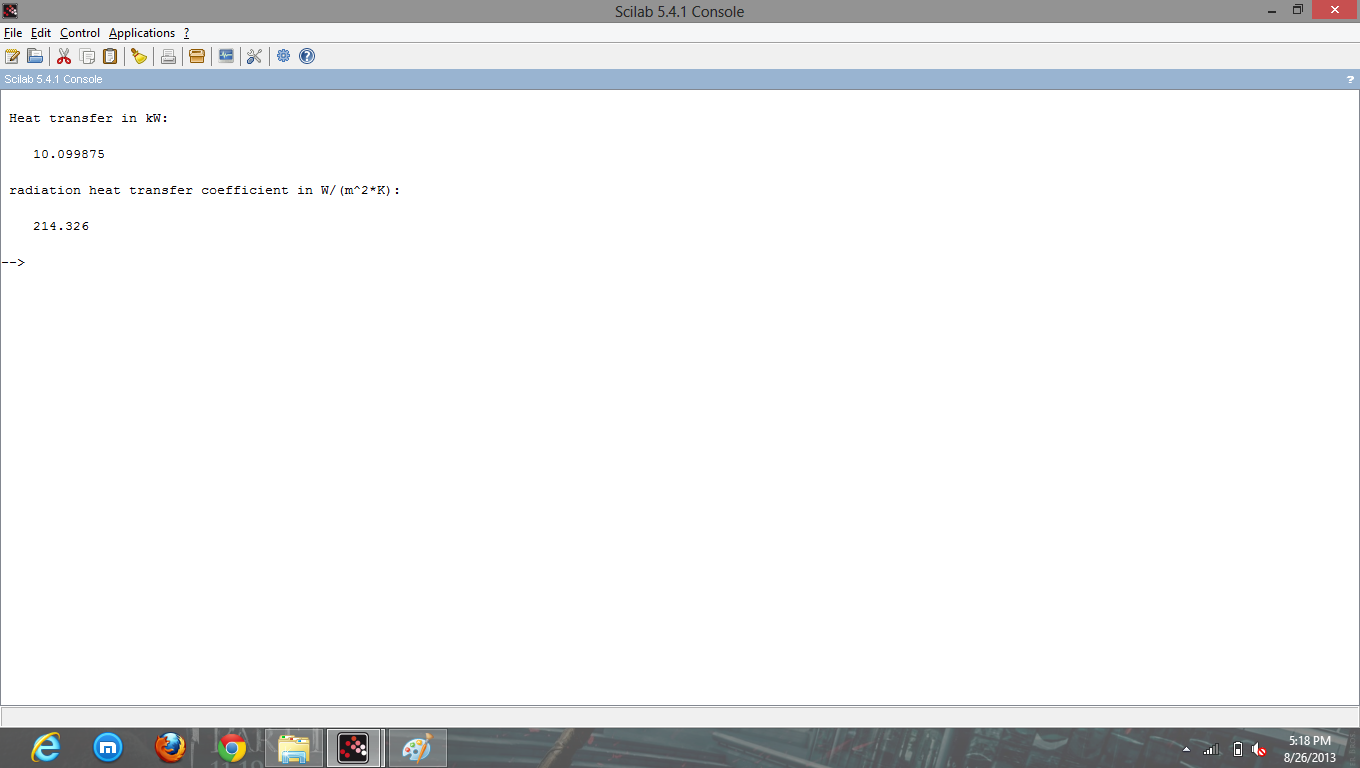 Scilab 5.4.1 Console
File Edit Control Applications ?
Scilab 5.4.1 Console ?
Heat transfer in kW:
10.099875
radiation heat transfer coefficient in W/(m^2*K):
214.326
-->
5:18 PM
8/26/2013